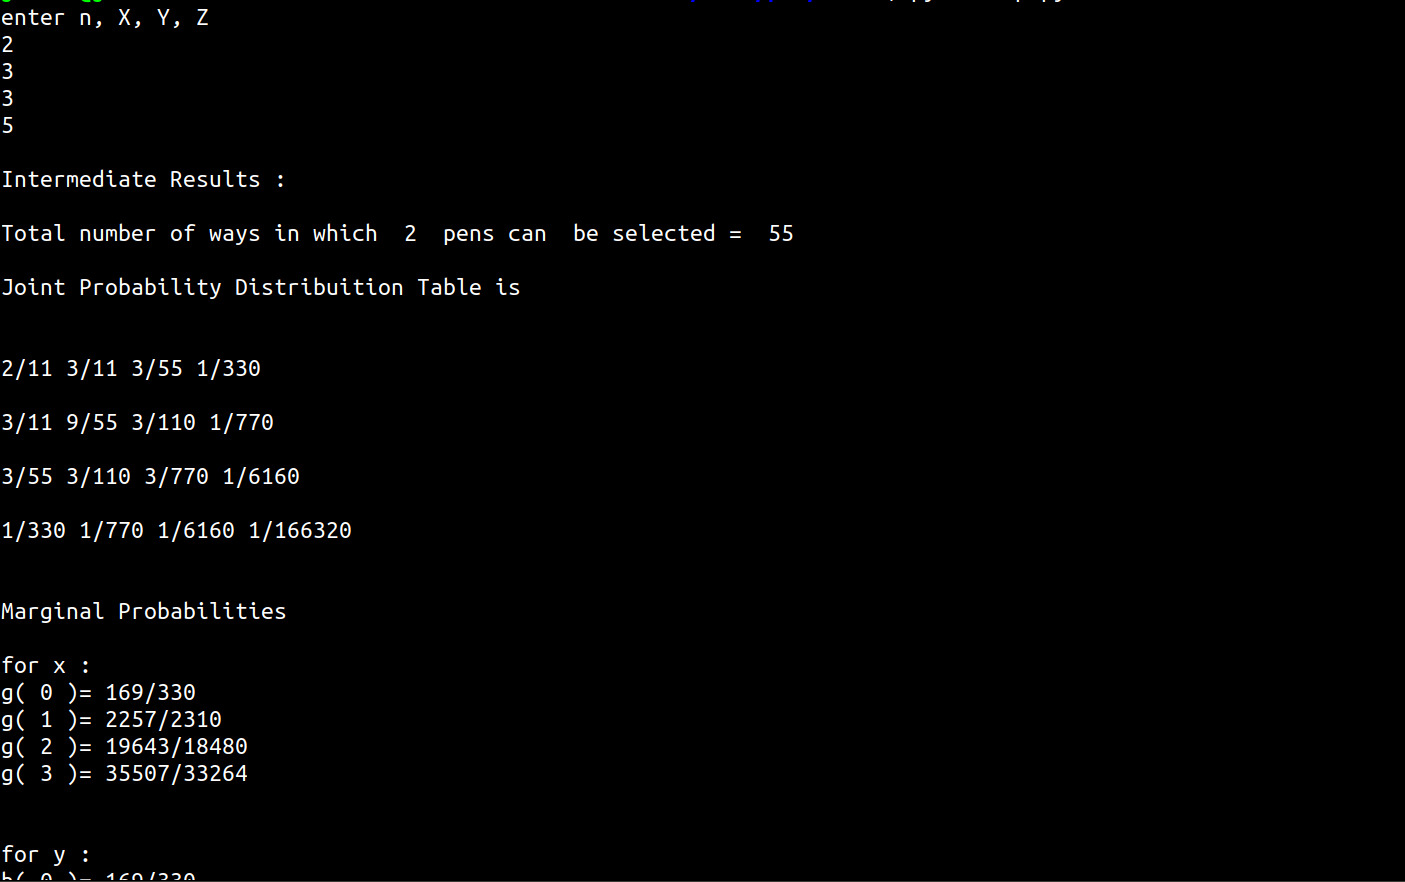 enter n, X, Y, Z
2
3
3
5
Intermediate Results :
Total number of ways in which  2  pens can  be selected =  55
Joint Probability Distribuition Table is
2/11 3/11 3/55 1/330
3/11 9/55 3/110 1/770
3/55 3/110 3/770 1/6160
1/330 1/770 1/6160 1/166320
Marginal Probabilities
for x :
g( 0 )= 169/330
g( 1 )= 2257/2310
g( 2 )= 19643/18480
g( 3 )= 35507/33264
for y :
h( 0 )= 169/330